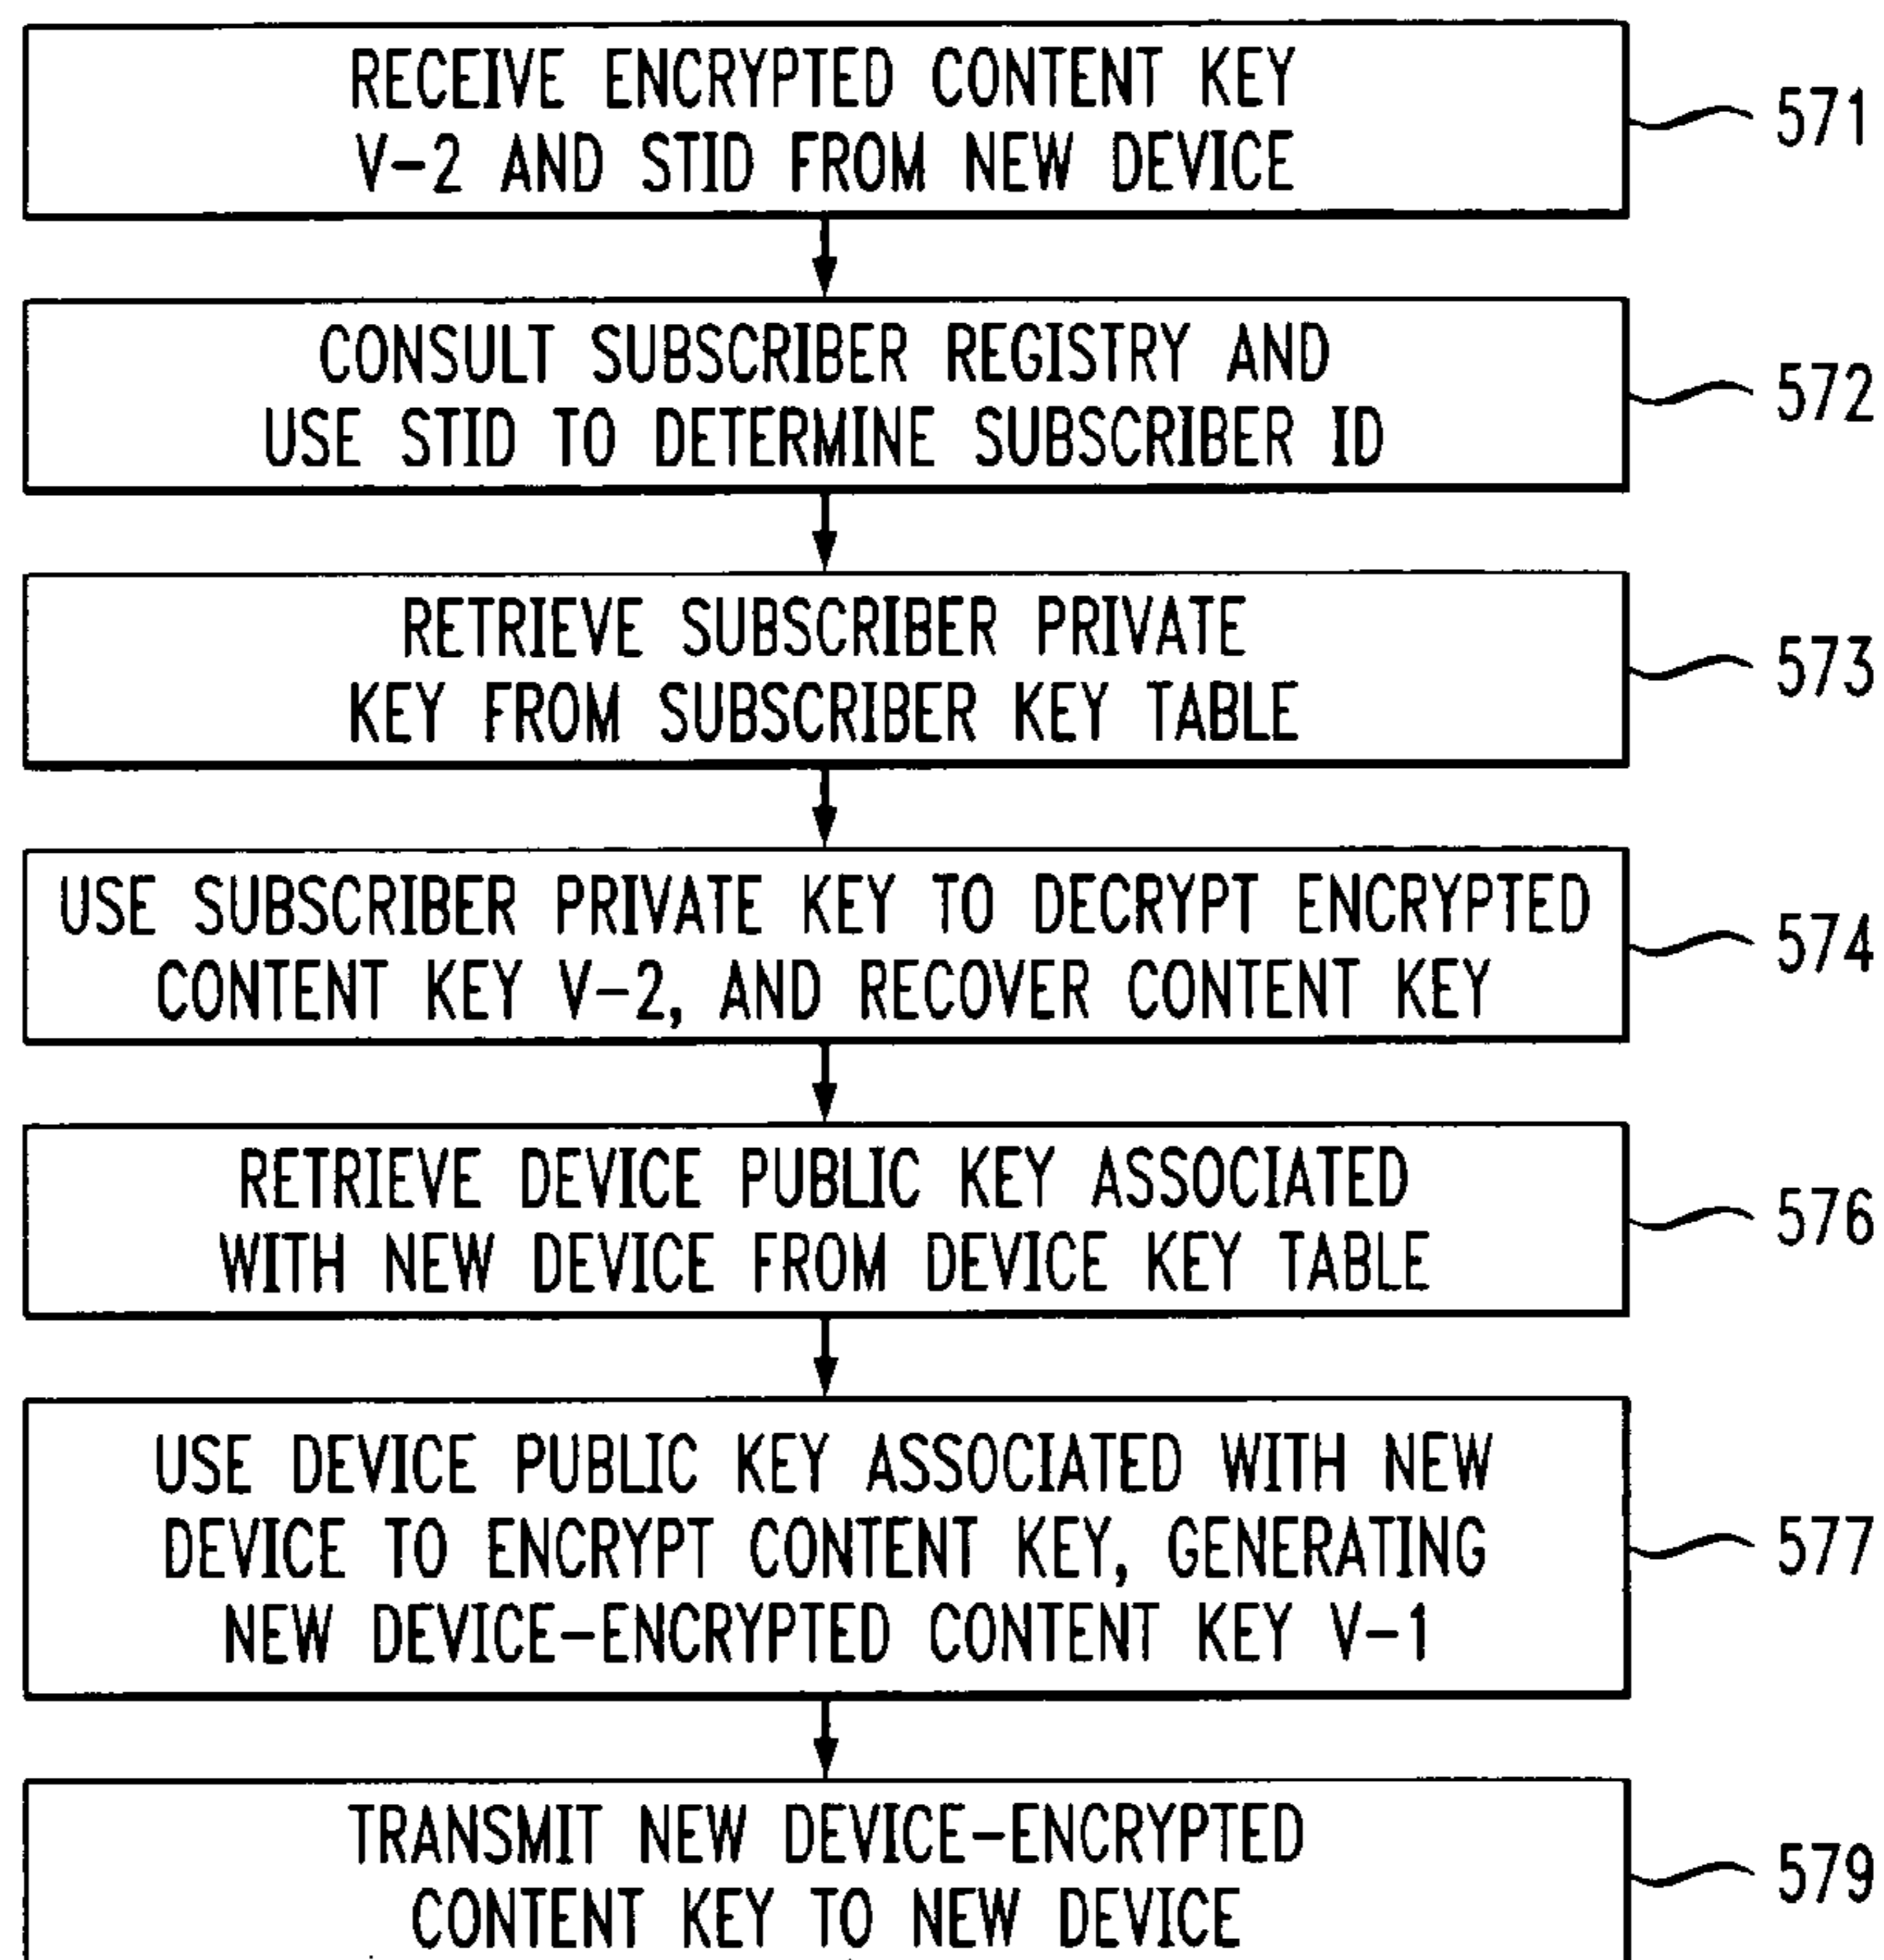 RECEIVE ENCRYPTED CONTENT KEY
V-2 AND STID FROM NEW DEVICE
571
CONSULT SUBSCRIBER REGISTRY AND
USE STID TO DETERMINE SUBSCRIBER ID
572
RETRIEVE SUBSCRIBER PRIVATE
KEY FROM SUBSCRIBER KEY TABLE
573
USE SUBSCRIBER PRIVATE KEY TO DECRYPT ENCRYPTED
CONTENT KEY V-2, AND RECOVER CONTENT KEY
574
RETRIEVE DEVICE PUBLIC KEY ASSOCIATED
WITH NEW DEVICE FROM DEVICE KEY TABLE
576
USE DEVICE PUBLIC KEY ASSOCIATED WITH NEW
DEVICE TO ENCRYPT CONTENT KEY, GENERATING
NEW DEVICE-ENCRYPTED CONTENT KEY V-1
577
TRANSMIT NEW DEVICE-ENCRYPTED
CONTENT KEY TO NEW DEVICE
579